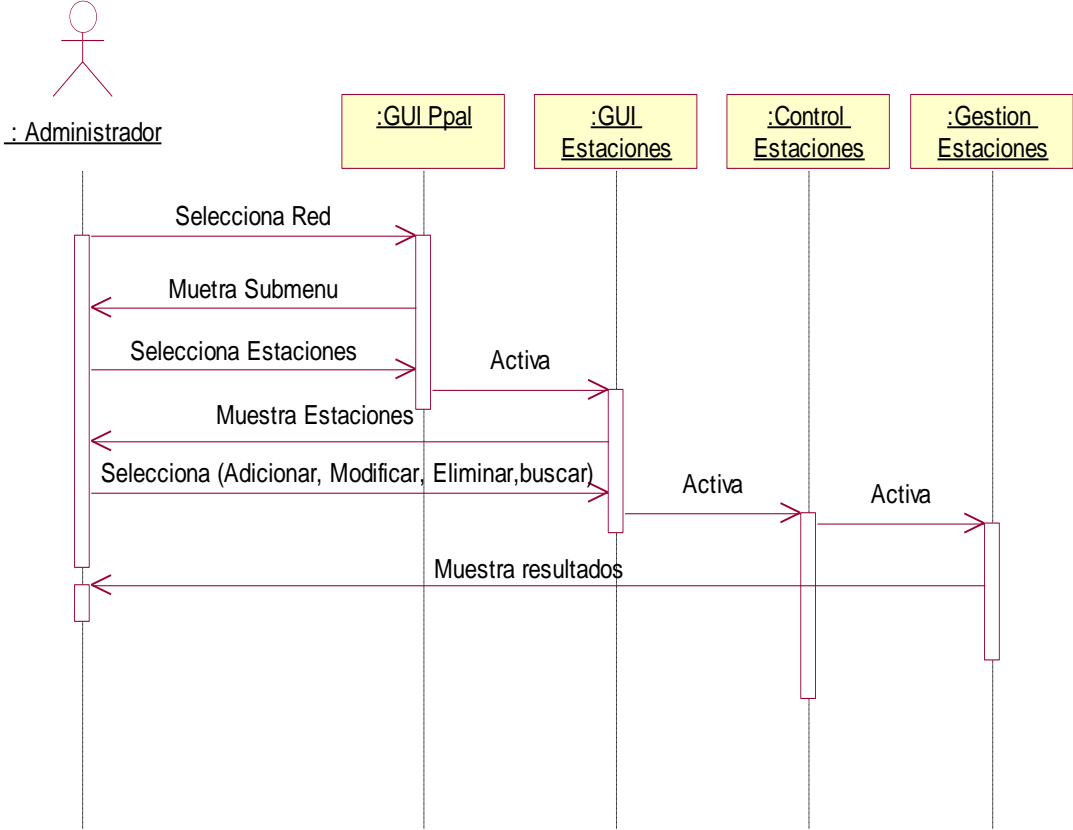 : Administrador
:GUI Ppal
:GUI
Estaciones
:Control
Estaciones
:Gestion
Estaciones
Selecciona Red
Muetra Submenu
Selecciona Estaciones
Activa
Muestra Estaciones
Selecciona (Adicionar, Modificar, Eliminar,buscar)
Activa
Activa
Muestra resultados